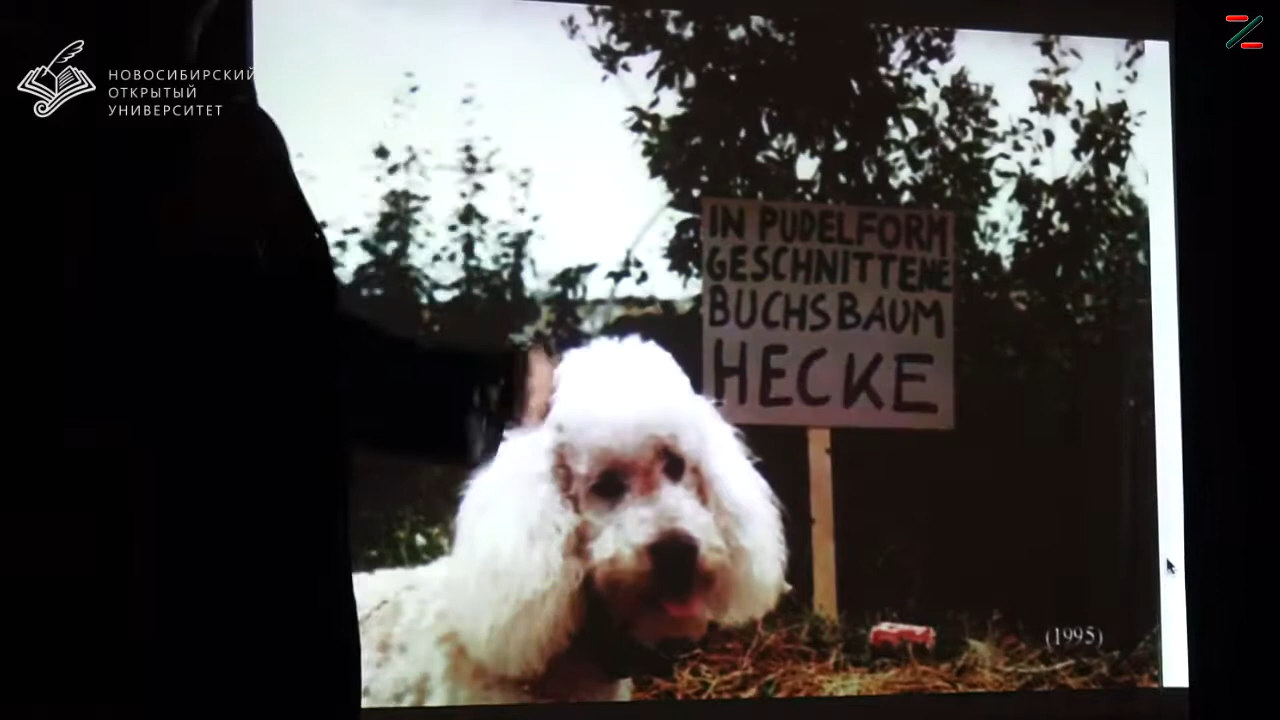 НОВОСИБИРСКИЙ
ОТКРЫТЫЙ
УНИВЕРСИТЕТ
IN PUDELFORM
GESCHNITTENE
BUCHSBAUM
HECKE
(1995)